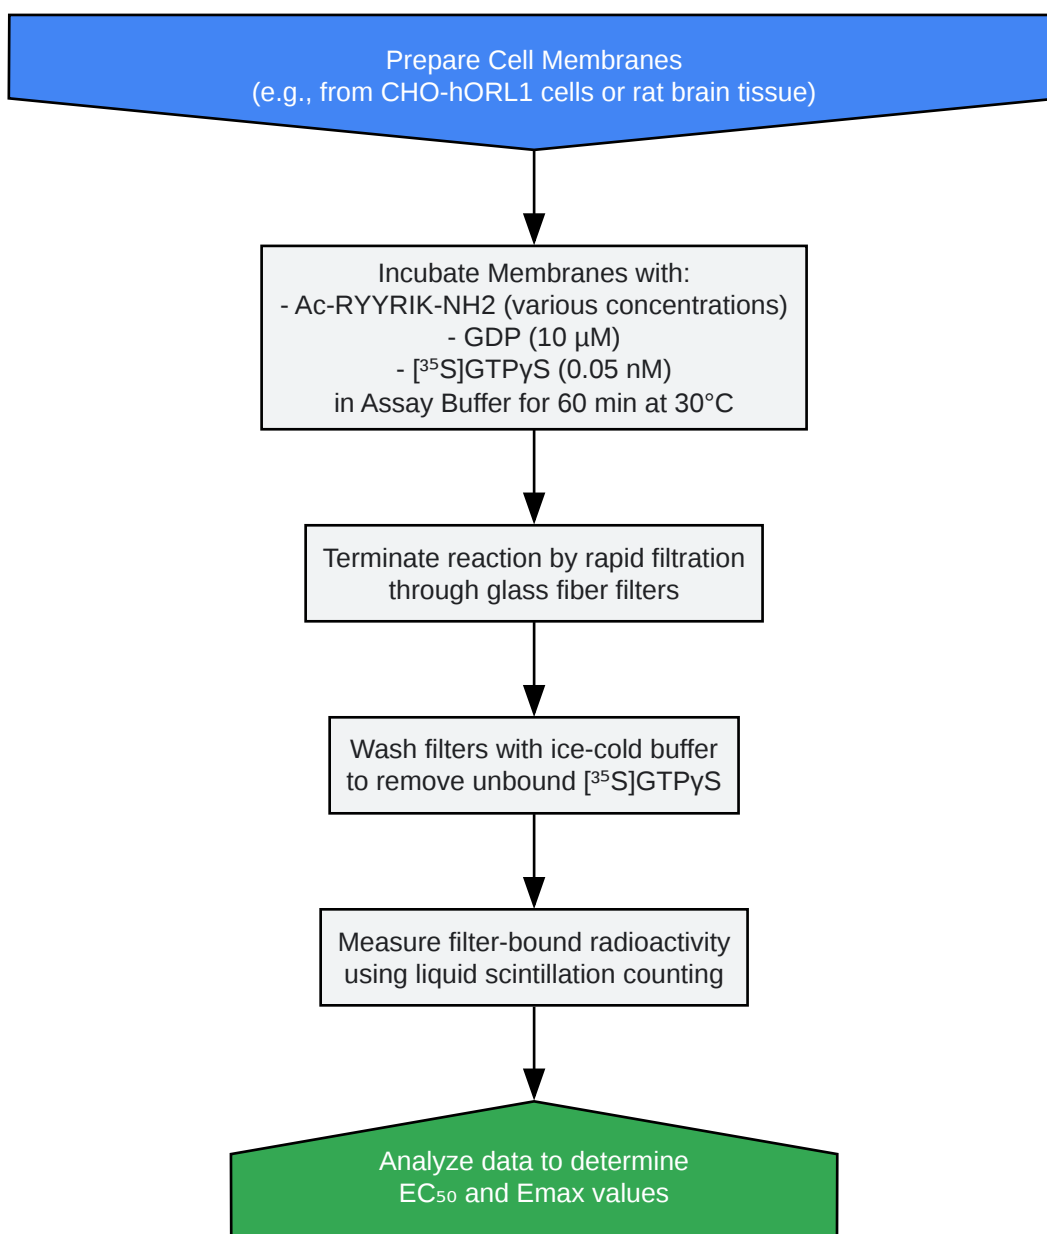 Prepare Cell Membranes
(e.g., from CHO-hORL1 cells or rat brain tissue)
Incubate Membranes with:
- Ac-RYYRIK-NH2 (various concentrations)
- GDP (10 µM)
- [³⁵S]GTPγS (0.05 nM)
in Assay Buffer for 60 min at 30°C
Terminate reaction by rapid filtration
through glass fiber filters
Wash filters with ice-cold buffer
to remove unbound [³⁵S]GTPγS
Measure filter-bound radioactivity
using liquid scintillation counting
Analyze data to determine
EC₅₀ and Emax values